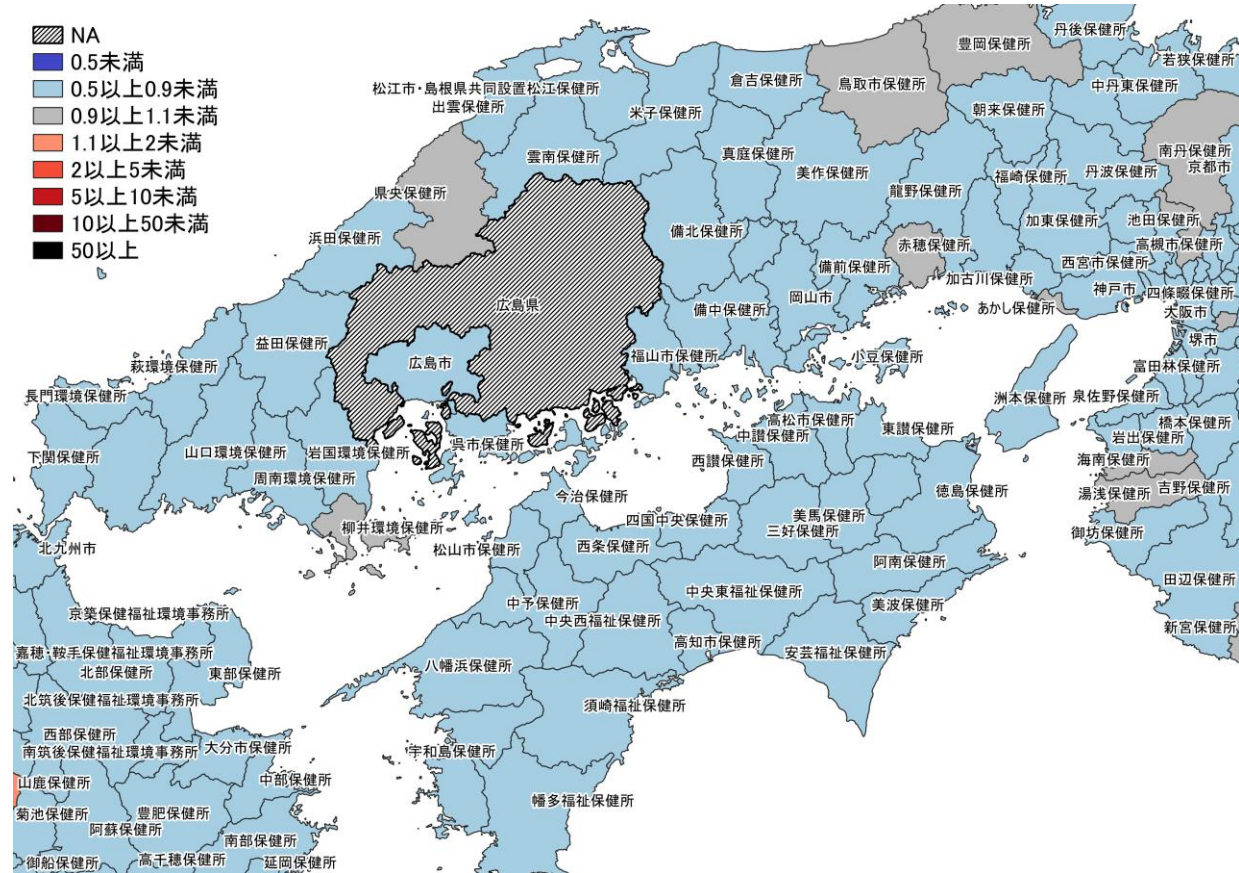 NA
0.5未満
0.5以上0.9未満
0.9以上1.1未満
1.1以上2未満
2以上5未満
5以上10未満
10以上50未満
50以上
丹後保健所
豊岡保健所
若狭保健所
倉吉保健所
鳥取市保健所
中丹東保健所
松江市・島根県共同設置松江保健所
出雲保健所
米子保健所
朝来保健所
雲南保健所
真庭保健所
美作保健所
福崎保健所
丹波保健所
南丹保健所
京都市
県央保健所
龍野保健所
加東保健所
池田保健所
浜田保健所
備北保健所
赤穂保健所
高槻市保健所
西宮市保健所
備前保健所
加古川保健所
神戸市
四條畷保健所
広島県
岡山市
備中保健所
あかし保健所
大阪市
益田保健所
広島市
福山市保健所
小豆保健所
堺市
萩環境保健所
富田林保健所
長門環境保健所
洲本保健所
泉佐野保健所
高松市保健所
橋本保健所
中讃保健所
東讃保健所
岩出保健所
呉市保健所
下関保健所
山口環境保健所
岩国環境保健所
西讃保健所
海南保健所
周南環境保健所
今治保健所
徳島保健所
湯浅保健所
吉野保健所
柳井環境保健所
四国中央保健所
美馬保健所
三好保健所
御坊保健所
北九州市
松山市保健所
西条保健所
阿南保健所
田辺保健所
中央東福祉保健所
中予保健所
美波保健所
京築保健福祉環境事務所
中央西福祉保健所
新宮保健所
高知市保健所
安芸福祉保健所
嘉穂・鞍手保健福祉環境事務所
北部保健所
東部保健所
八幡浜保健所
北筑後保健福祉環境事務所
須崎福祉保健所
西部保健所
南筑後保健福祉環境事務所
大分市保健所
宇和島保健所
山鹿保健所
中部保健所
幡多福祉保健所
菊池保健所
豊肥保健所
阿蘇保健所
南部保健所
御船保健所
高千穂保健所
延岡保健所